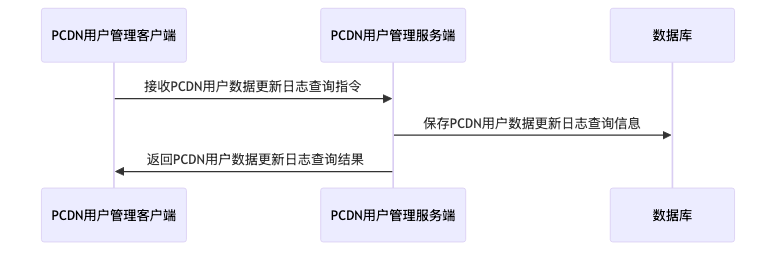 PCDN用户管理客户端
PCDN用户管理服务端
数据库
接收PCDN用户数据更新日志查询指令
保存PCDN用户数据更新日志查询信息
返回PCDN用户数据更新日志查询结果
PCDN用户管理客户端
PCDN用户管理服务端
数据库